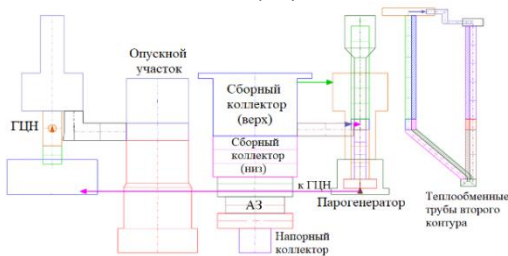 Опускной
участок
ГЦН
Сборный
коллектор
(верх)
Сборный
коллектор
(низ)
АЗ
Напорный
коллектор
к ГЦН
Парогенератор
Теплообменные
трубы второго
контура